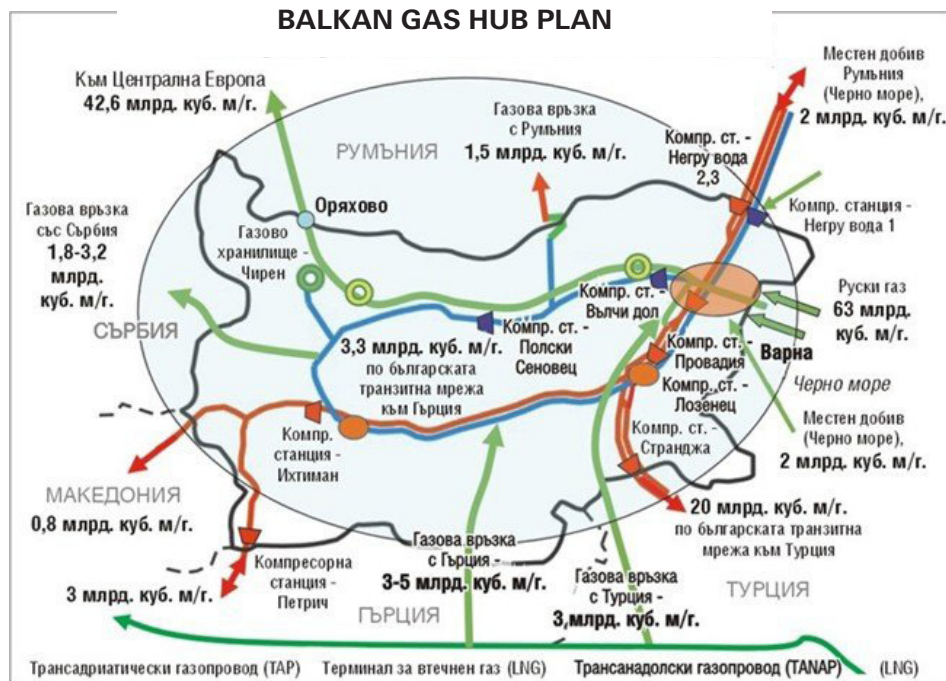 BALKAN GAS HUB PLAN
Към Централна Европа
42,6 млрд. куб. м/г.
Газова връзка
с Румъния
1,5 млрд. куб. м/г.
Местен добив
Румъния
(Черно море),
2 млрд. куб. м/г.
РУМЪНИЯ
Компр. ст. -
Негру вода
2,3
Газова връзка
със Сърбия
1,8-3,2
млрд.
куб. м/г.
Оряхово
Газово
хранилище -
Чирен
Компр. станция -
Негру вода 1
СЪРБИЯ
Компр. ст. -
Вълчи дол
Руски газ
63 млрд.
куб. м/г.
Компр. ст. -
Полски
Сеновец
3,3 млрд. куб. м/г.
по българската
транзитна мрежа
към Гърция
Компр. ст. -
Провадия
Варна
Компр. ст. -
Лозенец
Черно море
Компр.
станция -
Ихтиман
Компр. ст. -
Странджа
Местен добив
(Черно море),
2 млрд. куб. м/г.
МАКЕДОНИЯ
0,8 млрд. куб. м/г.
20 млрд. куб. м/г.
по българската транзитна
мрежа към Турция
Компресорна
станция -
Петрич
3 млрд. куб. м/г.
Газова връзка
с Гърция -
3-5 млрд. куб. м/г.
ГЪРЦИЯ
Газова връзка
с Турция -
3,млрд. куб. м/г.
ТУРЦИЯ
Трансадриатически газопровод (TAP)
Терминал за втечнен газ (LNG)
Трансанадолски газопровод (TANAP)
(LNG)